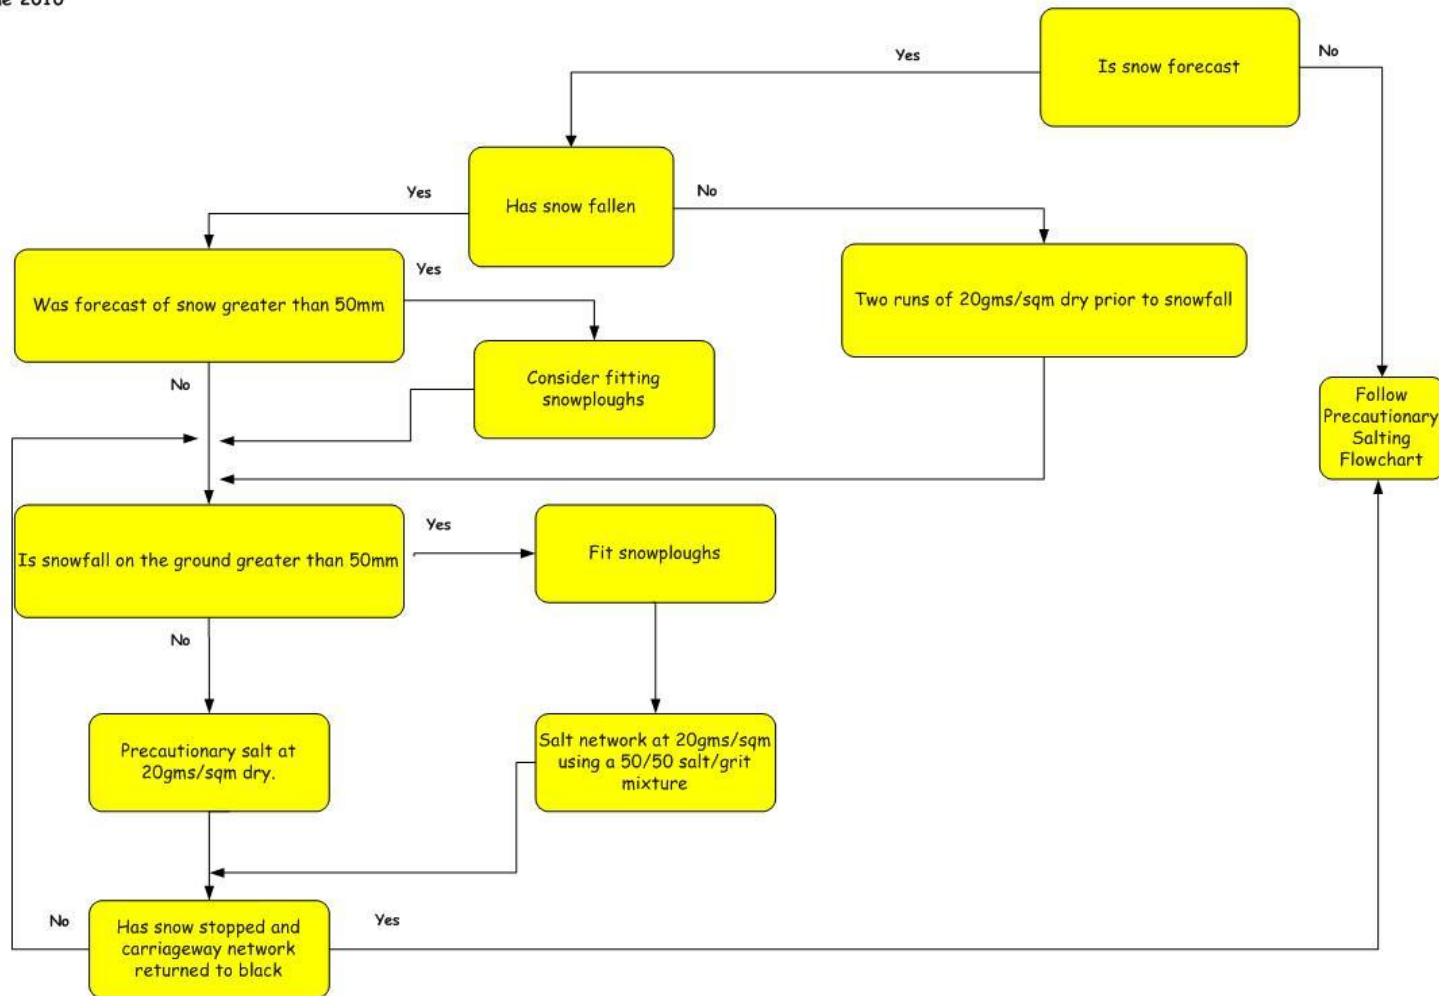 2010
Is snow forecast
Yes
No
Has snow fallen
Yes
No
Was forecast of snow greater than 50mm
Yes
No
Two runs of 20gms/sqm dry prior to snowfall
Consider fitting
snowploughs
Follow
Precautionary
Salting
Flowchart
Is snowfall on the ground greater than 50mm
Yes
No
Fit snowploughs
Precautionary salt at
20gms/sqm dry.
Salt network at 20gms/sqm
using a 50/50 salt/grit
mixture
Has snow stopped and
carriageway network
returned to black
No
Yes